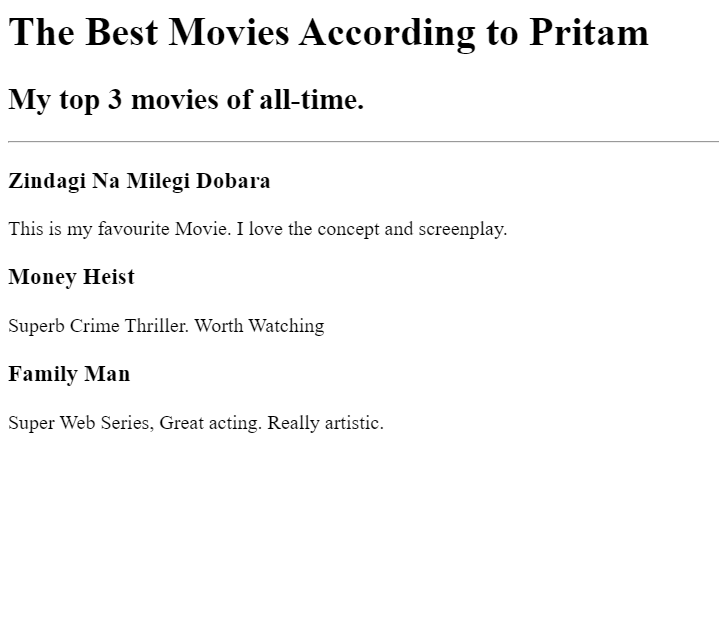 The Best Movies According to Pritam
My top 3 movies of all-time.
Zindagi Na Milegi Dobara
This is my favourite Movie. I love the concept and screenplay.
Money Heist
Superb Crime Thriller. Worth Watching
Family Man
Super Web Series, Great acting. Really artistic.